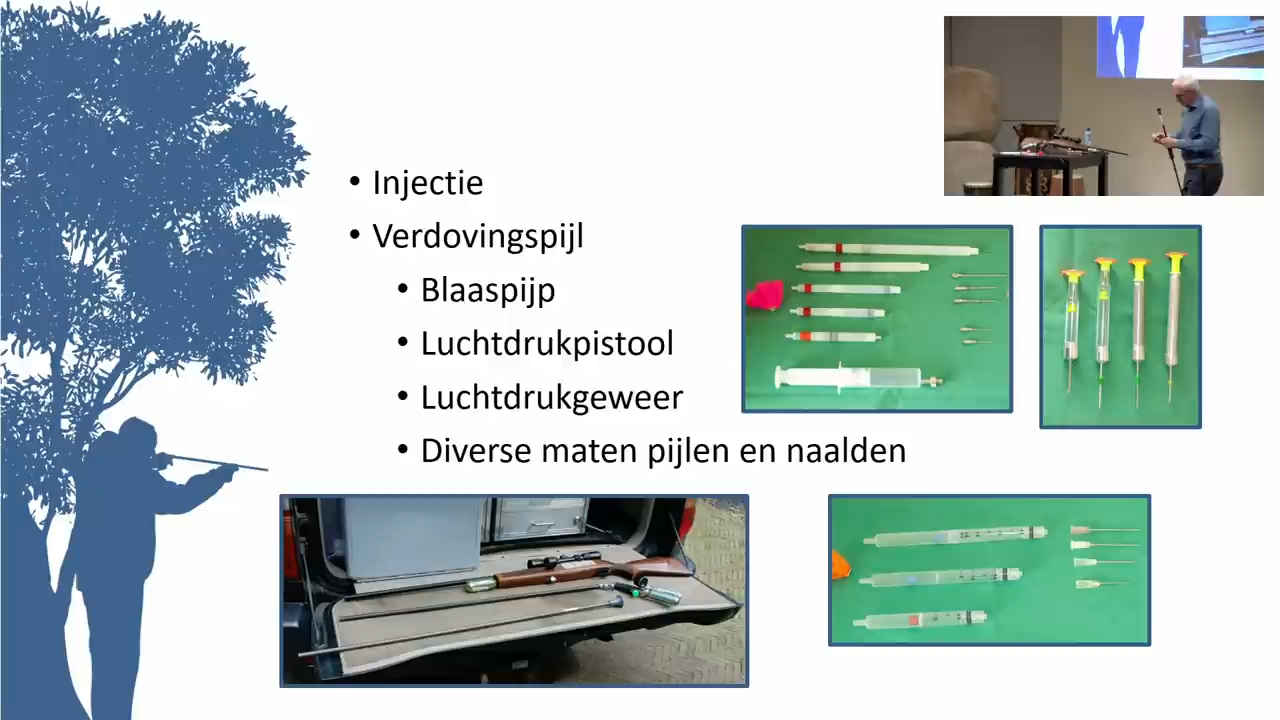 • Injectie
• Verdovingspijl
• Blaaspijp
• Luchtdrukpistool
• Luchtdrukgeweer
• Diverse maten pijlen en naalden